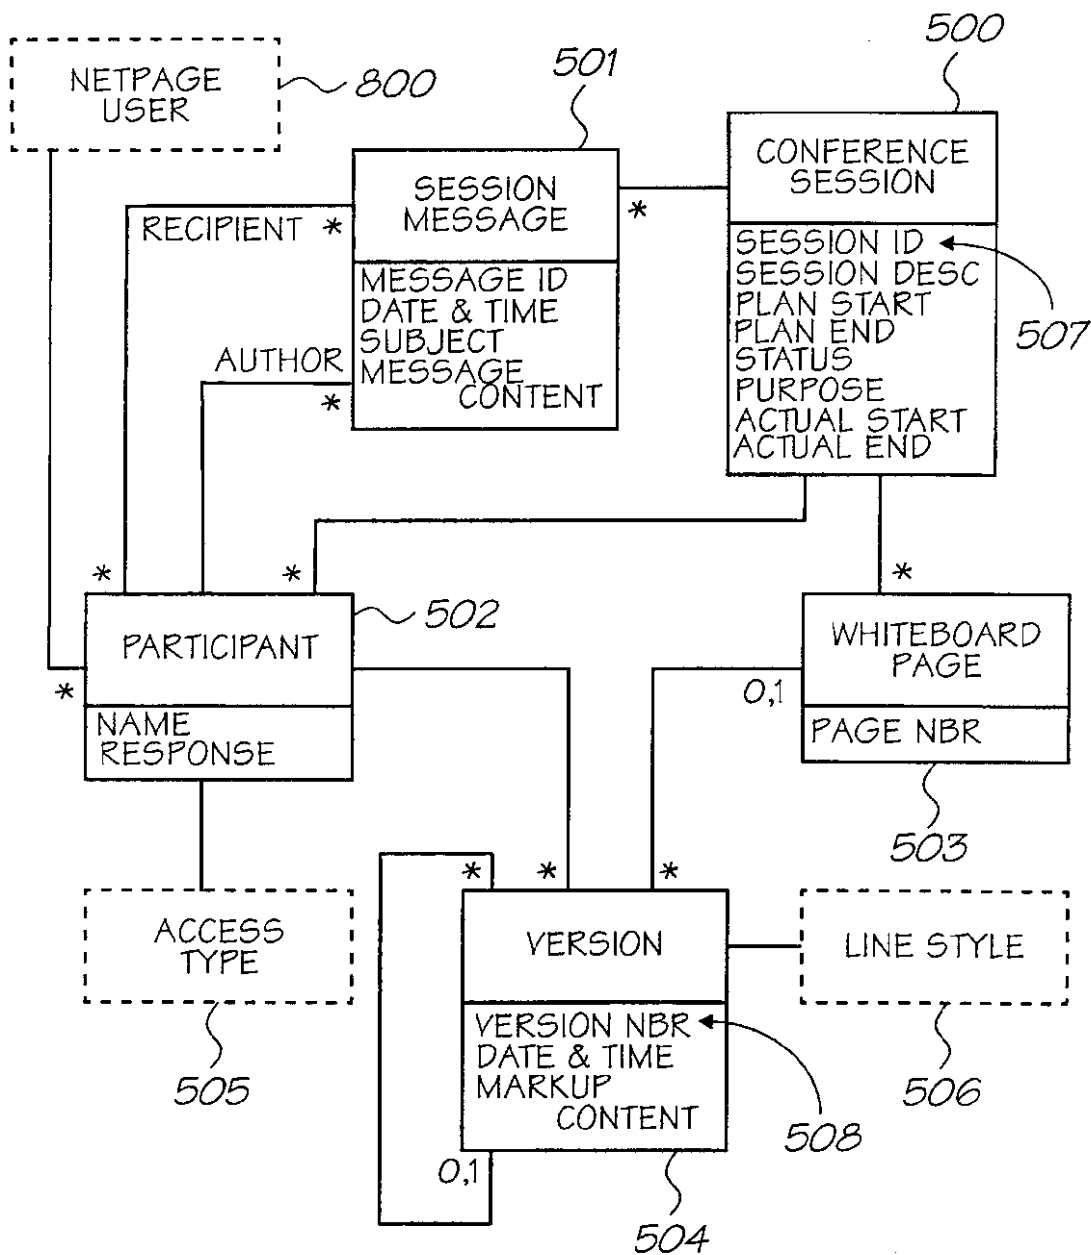 500
501
NETPAGE
USER
800
CONFERENCE
SESSION
SESSION
MESSAGE
*
RECIPIENT *
SESSION ID
SESSION DESC
PLAN START
PLAN END
STATUS
PURPOSE
ACTUAL START
ACTUAL END
507
MESSAGE ID
DATE & TIME
SUBJECT
MESSAGE
CONTENT
AUTHOR
*
*
*
*
502
PARTICIPANT
*
NAME
RESPONSE
WHITEBOARD
PAGE
0,1
PAGE NBR
503
*
*
*
ACCESS
TYPE
505
VERSION
LINE STYLE
506
VERSION NBR
DATE & TIME
MARKUP
CONTENT
508
0,1
504